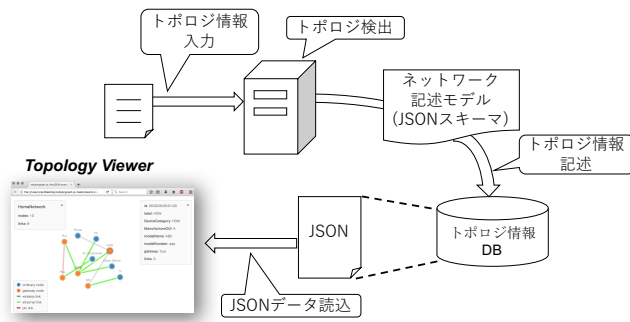 トポロジ情報
入力
トポロジ検出
ネットワーク
記述モデル
(JSONスキーマ)
トポロジ情報
記述
Topology Viewer
HomeNetwork
nodes: 10
links: 8
label: HGW
DeviceCategory: HGW
modelName: ABC
gateway: true
links: 5
ordinary node
gateway node
wireless link
ethernet link
plc link
JSON
トポロジ情報
DB
JSONデータ読込